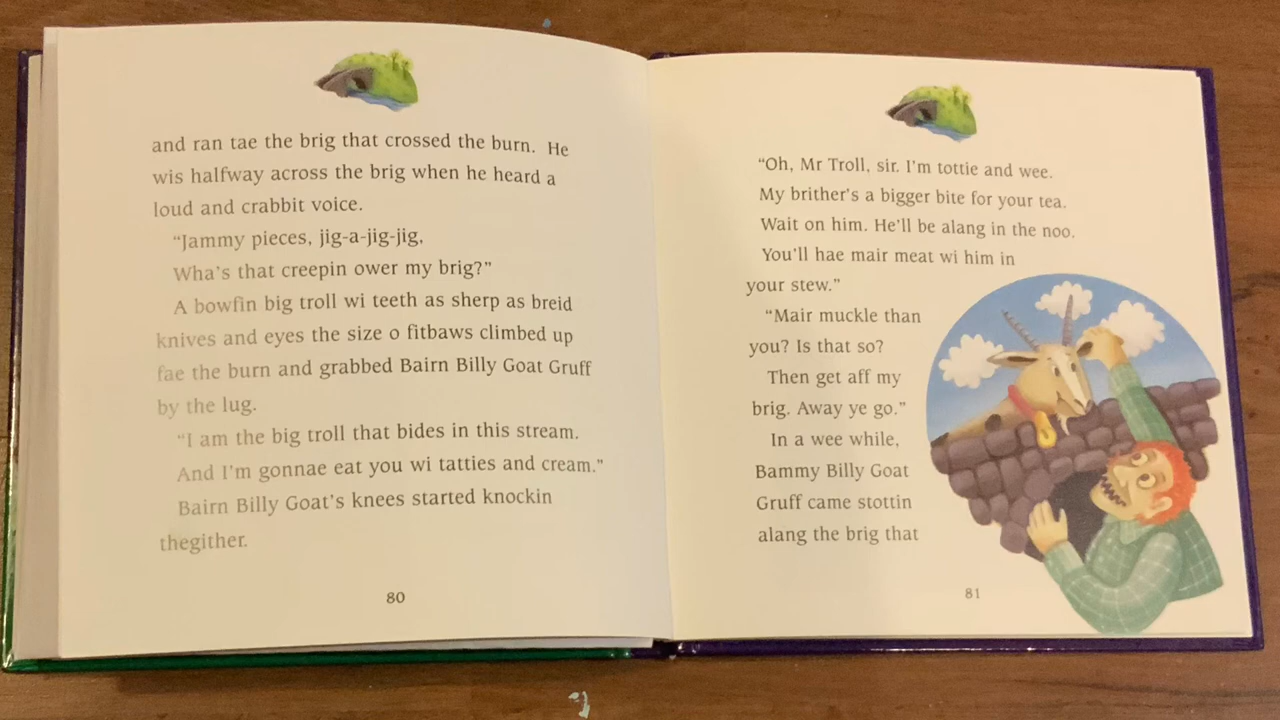 and ran tae the brig that crossed the burn. He
wis halfway across the brig when he heard a
loud and crabbit voice.
“Jammy pieces, jig-a-jig-jig,
Wha’s that creepin ower my brig?”
A bowfin big troll wi teeth as sherp as breid
knives and eyes the size o fitbaws climbed up
fae the burn and grabbed Bairn Billy Goat Gruff
by the lug.
“I am the big troll that bides in this stream.
And I’m gonnae eat you wi tatties and cream.”
Bairn Billy Goat’s knees started knockin
thegither.
80
“Oh, Mr Troll, sir. I’m tottie and wee.
My brither’s a bigger bite for your tea.
Wait on him. He’ll be alang in the noo.
You’ll hae mair meat wi him in
your stew.”
“Mair muckle than
you? Is that so?
Then get aff my
brig. Away ye go.”
In a wee while,
Bammy Billy Goat
Gruff came stottin
alang the brig that
81